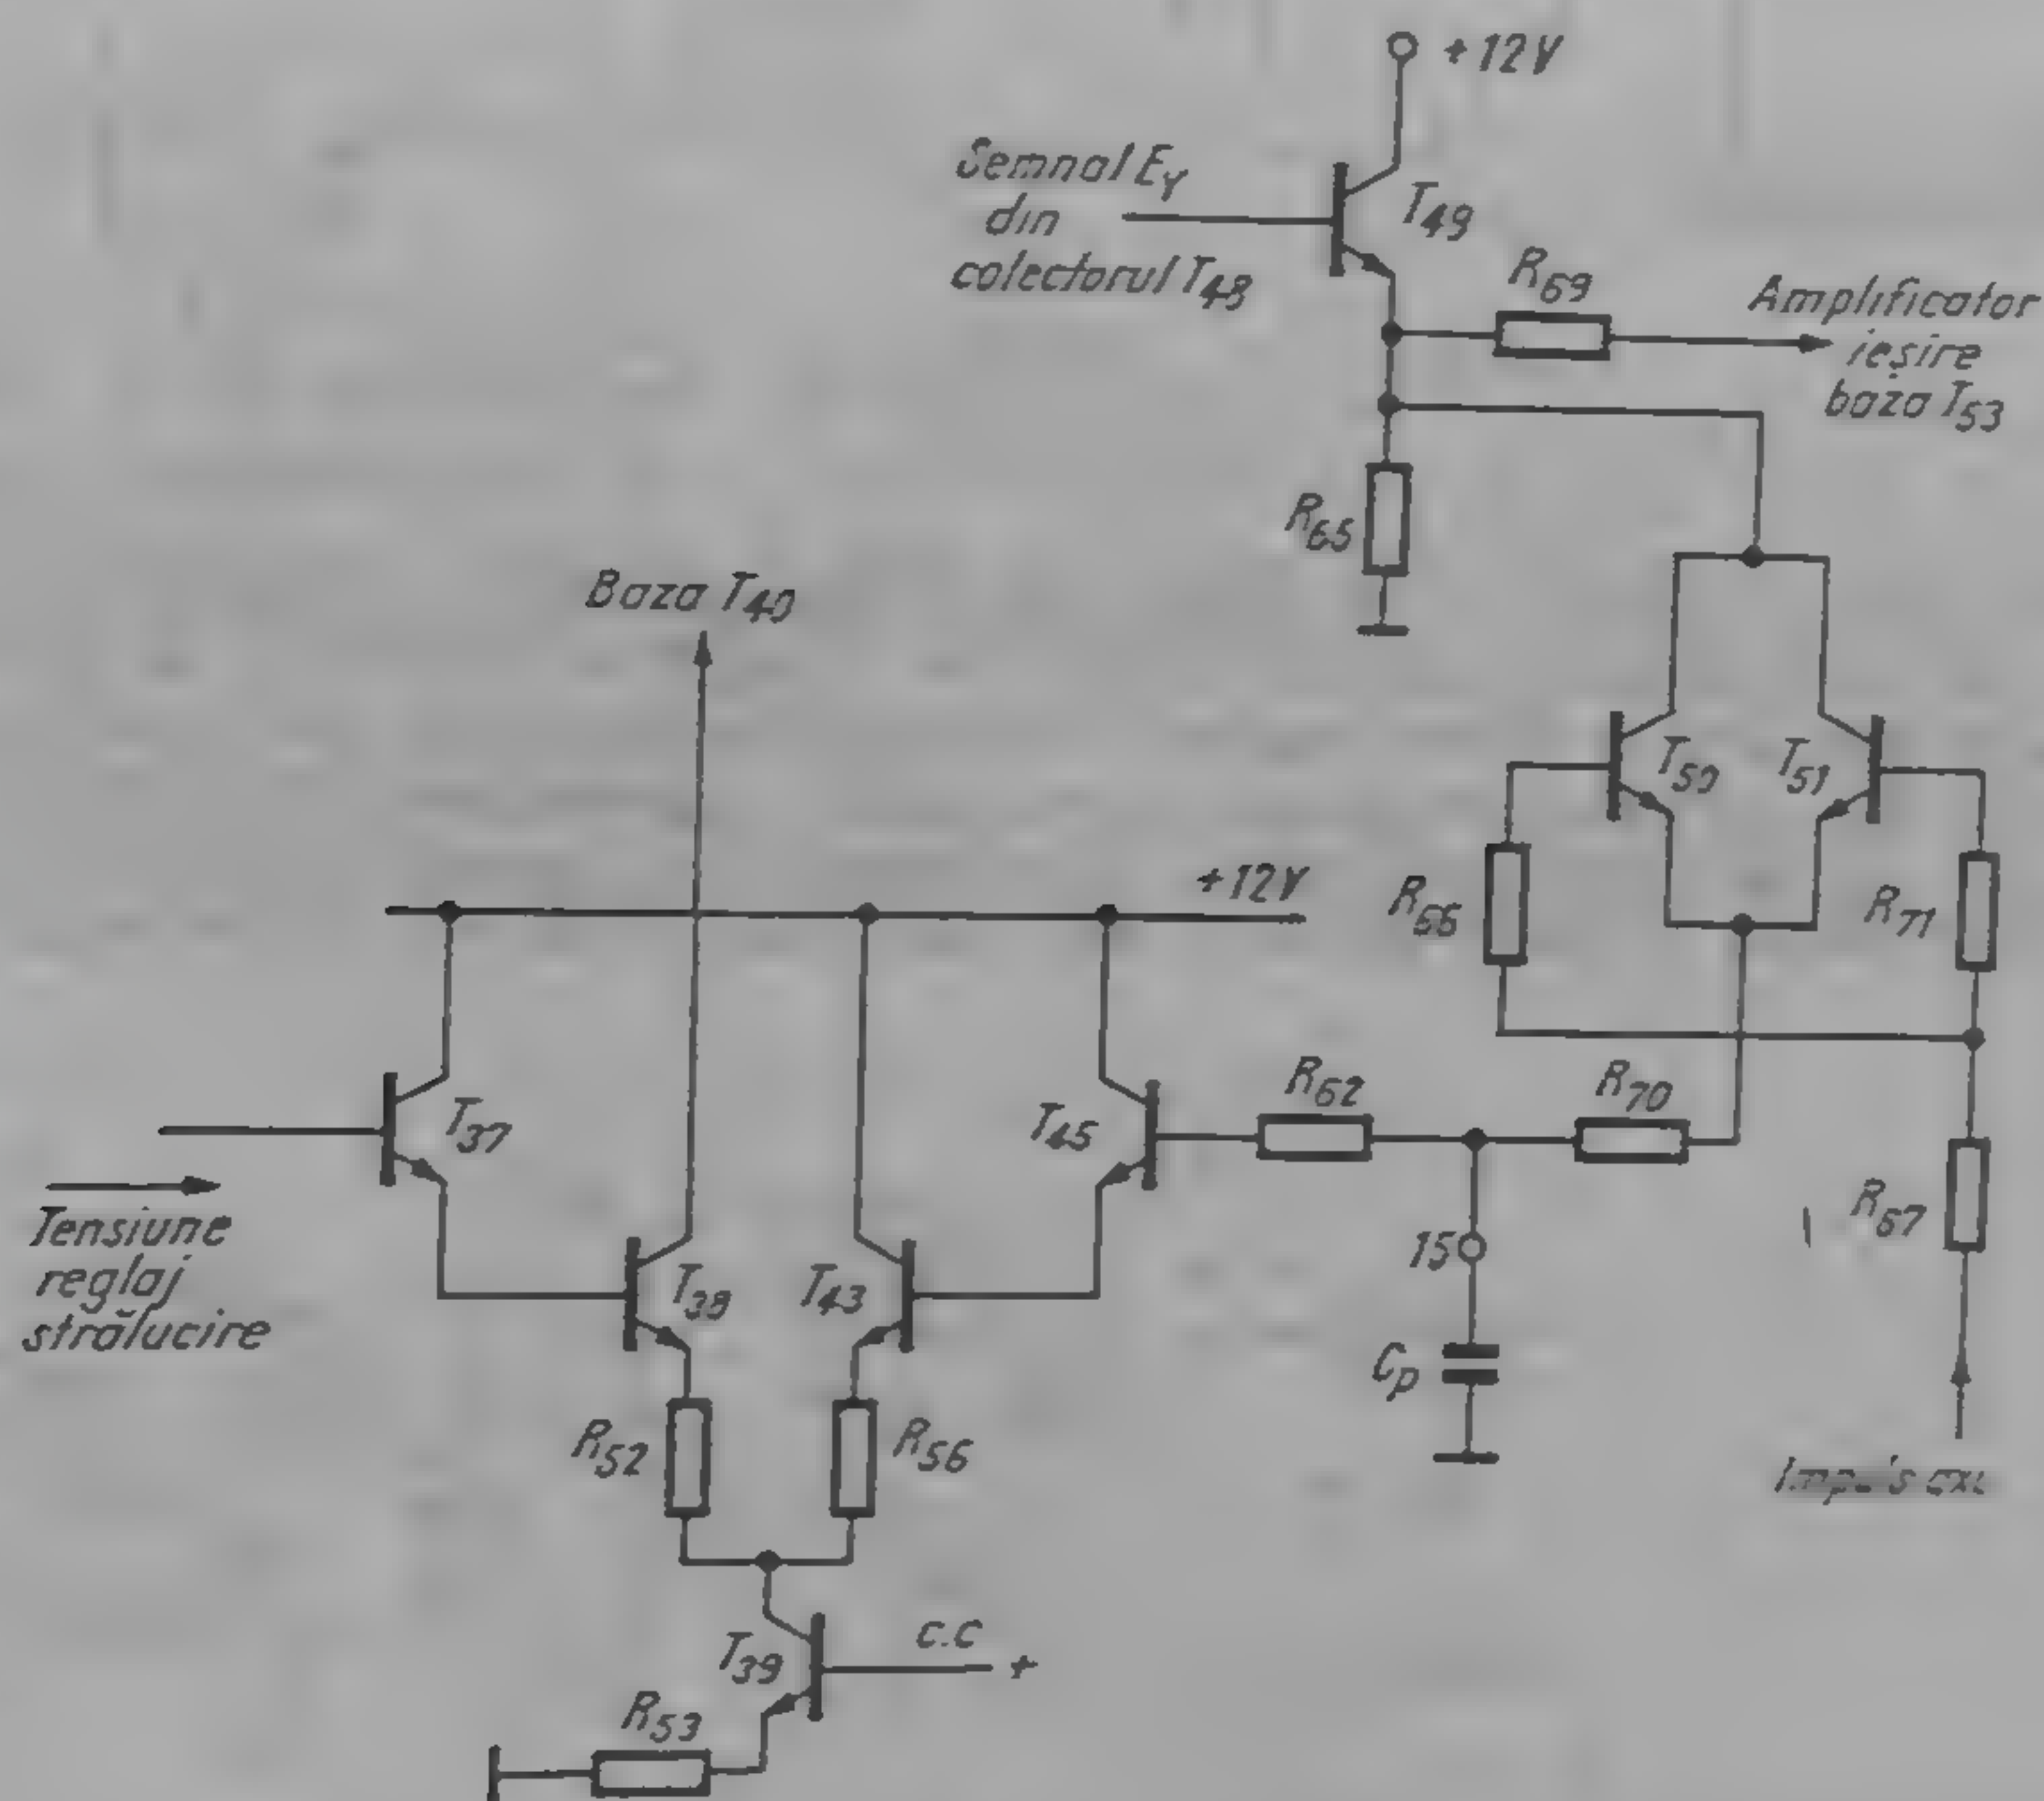 +12V
Semnal E_Y
din
colectorul T48
T49
R69
Amplificator
ieșire
baza T53
R65
Baza T40
T50
T51
+12V
R66
R71
T37
T45
R62
R70
R67
Tensiune
reglaj
strălucire
T38
T43
15
Cp
R52
R56
T39
c.c
+
R53